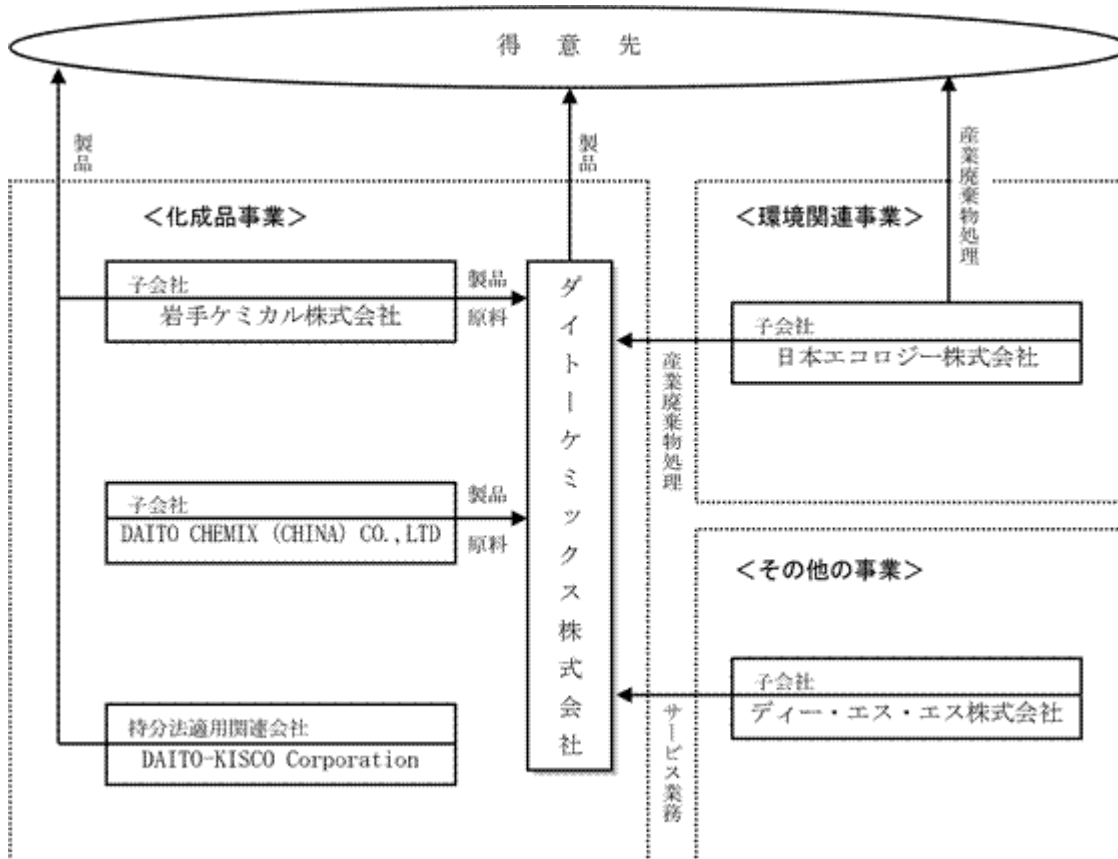 得意先
製品
製品
産業廃棄物処理
＜化成品事業＞
＜環境関連事業＞
子会社
岩手ケミカル株式会社
製品
原料
ダイトーケミックス株式会社
子会社
日本エコロジー株式会社
産業廃棄物処理
子会社
DAITO CHEMIX (CHINA) CO.,LTD
製品
原料
＜その他の事業＞
子会社
ディー・エス・エス株式会社
サービス業務
持分法適用関連会社
DAITO-KISCO Corporation